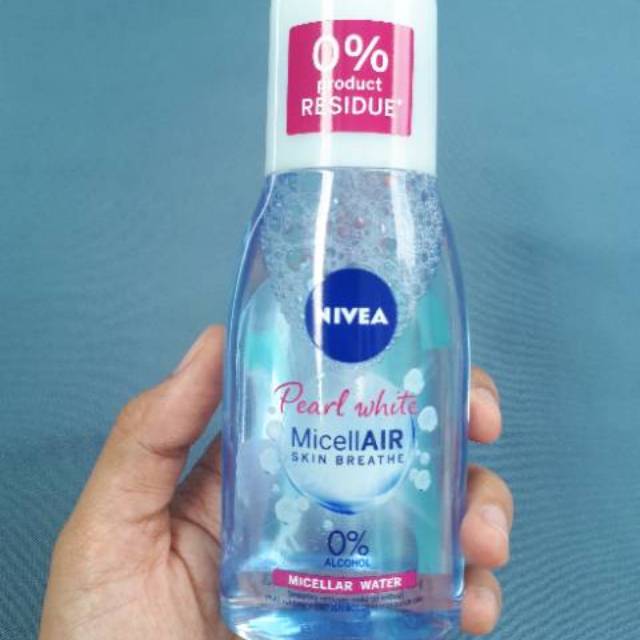 0%
product
RESIDUE*
NIVEA
Pearl white
MicellAIR
SKIN BREATHE
0%
ALCOHOL
MICELLAR WATER